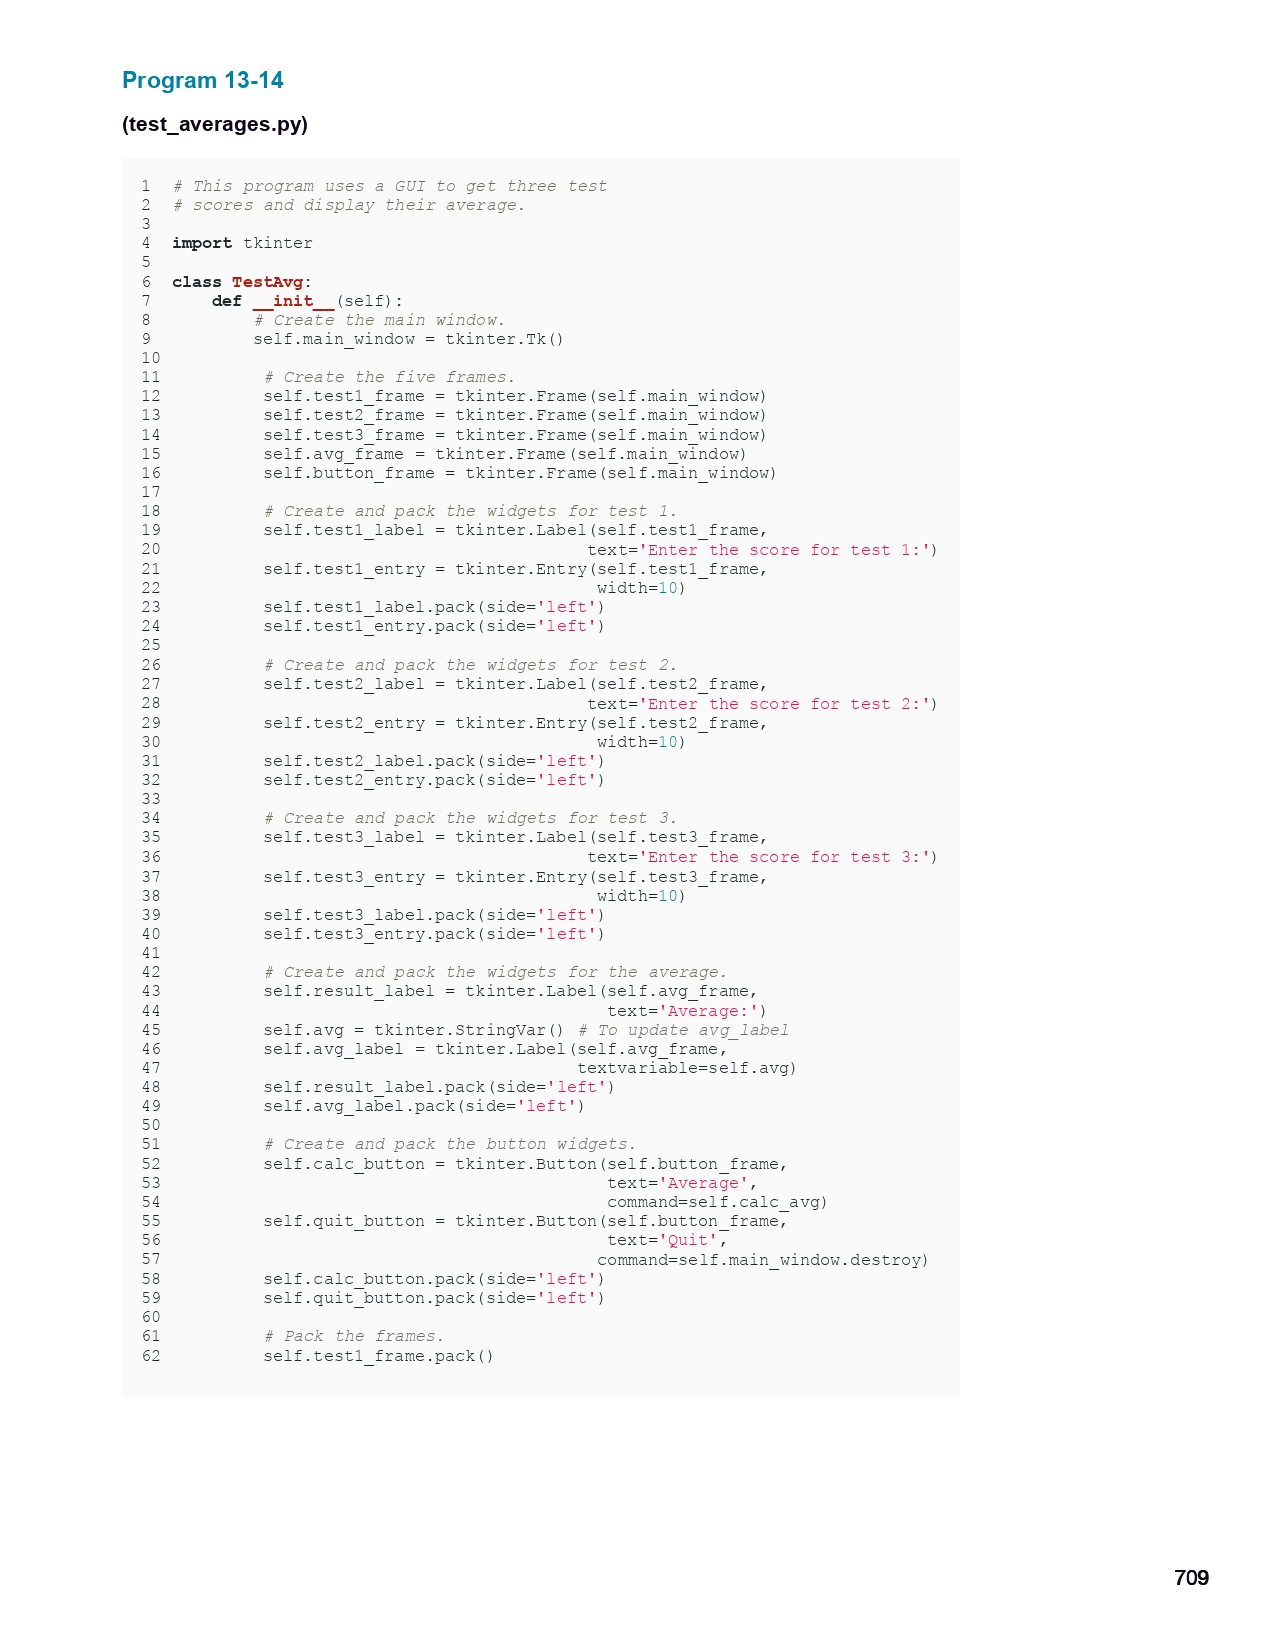 Program 13-14
(test_averages.py)
1 # This program uses a GUI to get three test
2 # scores and display their average.
3
4 import tkinter
5
6 class TestAvg:
7     def __init__(self):
8         # Create the main window.
9         self.main_window = tkinter.Tk()
10
11         # Create the five frames.
12         self.test1_frame = tkinter.Frame(self.main_window)
13         self.test2_frame = tkinter.Frame(self.main_window)
14         self.test3_frame = tkinter.Frame(self.main_window)
15         self.avg_frame = tkinter.Frame(self.main_window)
16         self.button_frame = tkinter.Frame(self.main_window)
17
18         # Create and pack the widgets for test 1.
19         self.test1_label = tkinter.Label(self.test1_frame,
20                                         text='Enter the score for test 1:')
21         self.test1_entry = tkinter.Entry(self.test1_frame,
22                                          width=10)
23         self.test1_label.pack(side='left')
24         self.test1_entry.pack(side='left')
25
26         # Create and pack the widgets for test 2.
27         self.test2_label = tkinter.Label(self.test2_frame,
28                                         text='Enter the score for test 2:')
29         self.test2_entry = tkinter.Entry(self.test2_frame,
30                                          width=10)
31         self.test2_label.pack(side='left')
32         self.test2_entry.pack(side='left')
33
34         # Create and pack the widgets for test 3.
35         self.test3_label = tkinter.Label(self.test3_frame,
36                                         text='Enter the score for test 3:')
37         self.test3_entry = tkinter.Entry(self.test3_frame,
38                                          width=10)
39         self.test3_label.pack(side='left')
40         self.test3_entry.pack(side='left')
41
42         # Create and pack the widgets for the average.
43         self.result_label = tkinter.Label(self.avg_frame,
44                                           text='Average:')
45         self.avg = tkinter.StringVar() # To update avg_label
46         self.avg_label = tkinter.Label(self.avg_frame,
47                                        textvariable=self.avg)
48         self.result_label.pack(side='left')
49         self.avg_label.pack(side='left')
50
51         # Create and pack the button widgets.
52         self.calc_button = tkinter.Button(self.button_frame,
53                                           text='Average',
54                                           command=self.calc_avg)
55         self.quit_button = tkinter.Button(self.button_frame,
56                                           text='Quit',
57                                          command=self.main_window.destroy)
58         self.calc_button.pack(side='left')
59         self.quit_button.pack(side='left')
60
61         # Pack the frames.
62         self.test1_frame.pack()
709